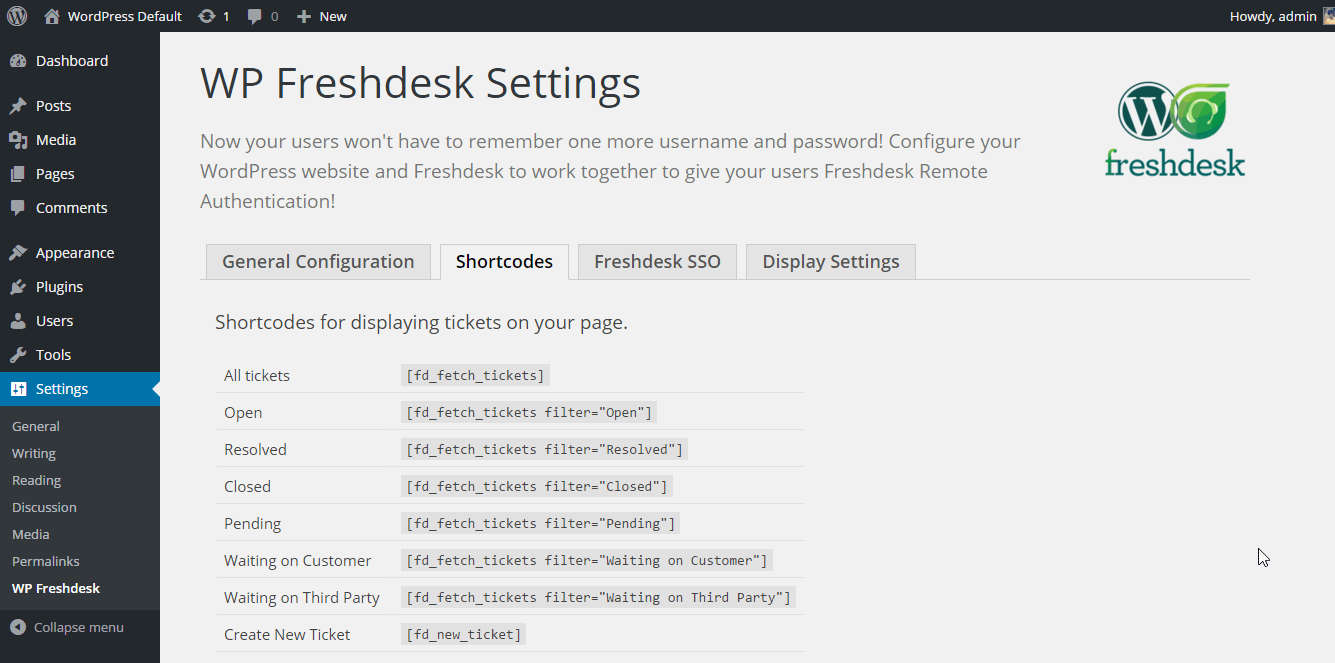 WordPress Default 1 0 New Howdy, admin
Dashboard
Posts
Media
Pages
Comments
Appearance
Plugins
Users
Tools
Settings
General
Writing
Reading
Discussion
Media
Permalinks
WP Freshdesk
Collapse menu
WP Freshdesk Settings
freshdesk
Now your users won't have to remember one more username and password! Configure your
WordPress website and Freshdesk to work together to give your users Freshdesk Remote
Authentication!
General Configuration Shortcodes Freshdesk SSO Display Settings
Shortcodes for displaying tickets on your page.
All tickets [fd_fetch_tickets]
Open [fd_fetch_tickets filter="Open"]
Resolved [fd_fetch_tickets filter="Resolved"]
Closed [fd_fetch_tickets filter="Closed"]
Pending [fd_fetch_tickets filter="Pending"]
Waiting on Customer [fd_fetch_tickets filter="Waiting on Customer"]
Waiting on Third Party [fd_fetch_tickets filter="Waiting on Third Party"]
Create New Ticket [fd_new_ticket]